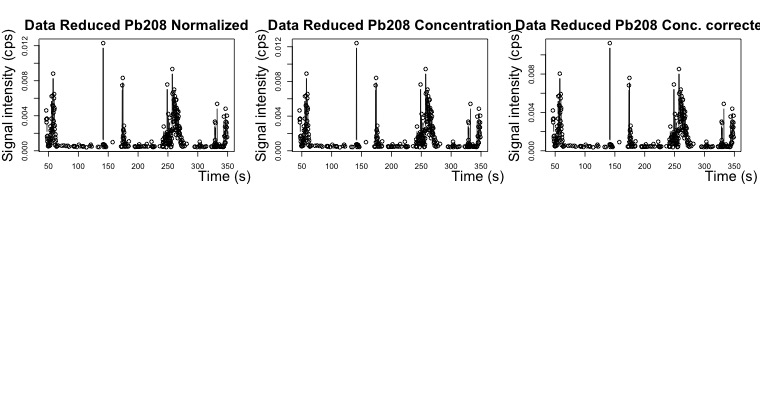 Data Reduced Pb208 Normalized
Signal intensity (cps)
0.000 0.004 0.008 0.012
50 100 150 200 250 300 350
Time (s)
Data Reduced Pb208 Concentration
Signal intensity (cps)
0.000 0.004 0.008 0.012
50 100 150 200 250 300 350
Time (s)
Data Reduced Pb208 Conc. correcte
Signal intensity (cps)
0.000 0.004 0.008
50 100 150 200 250 300 350
Time (s)